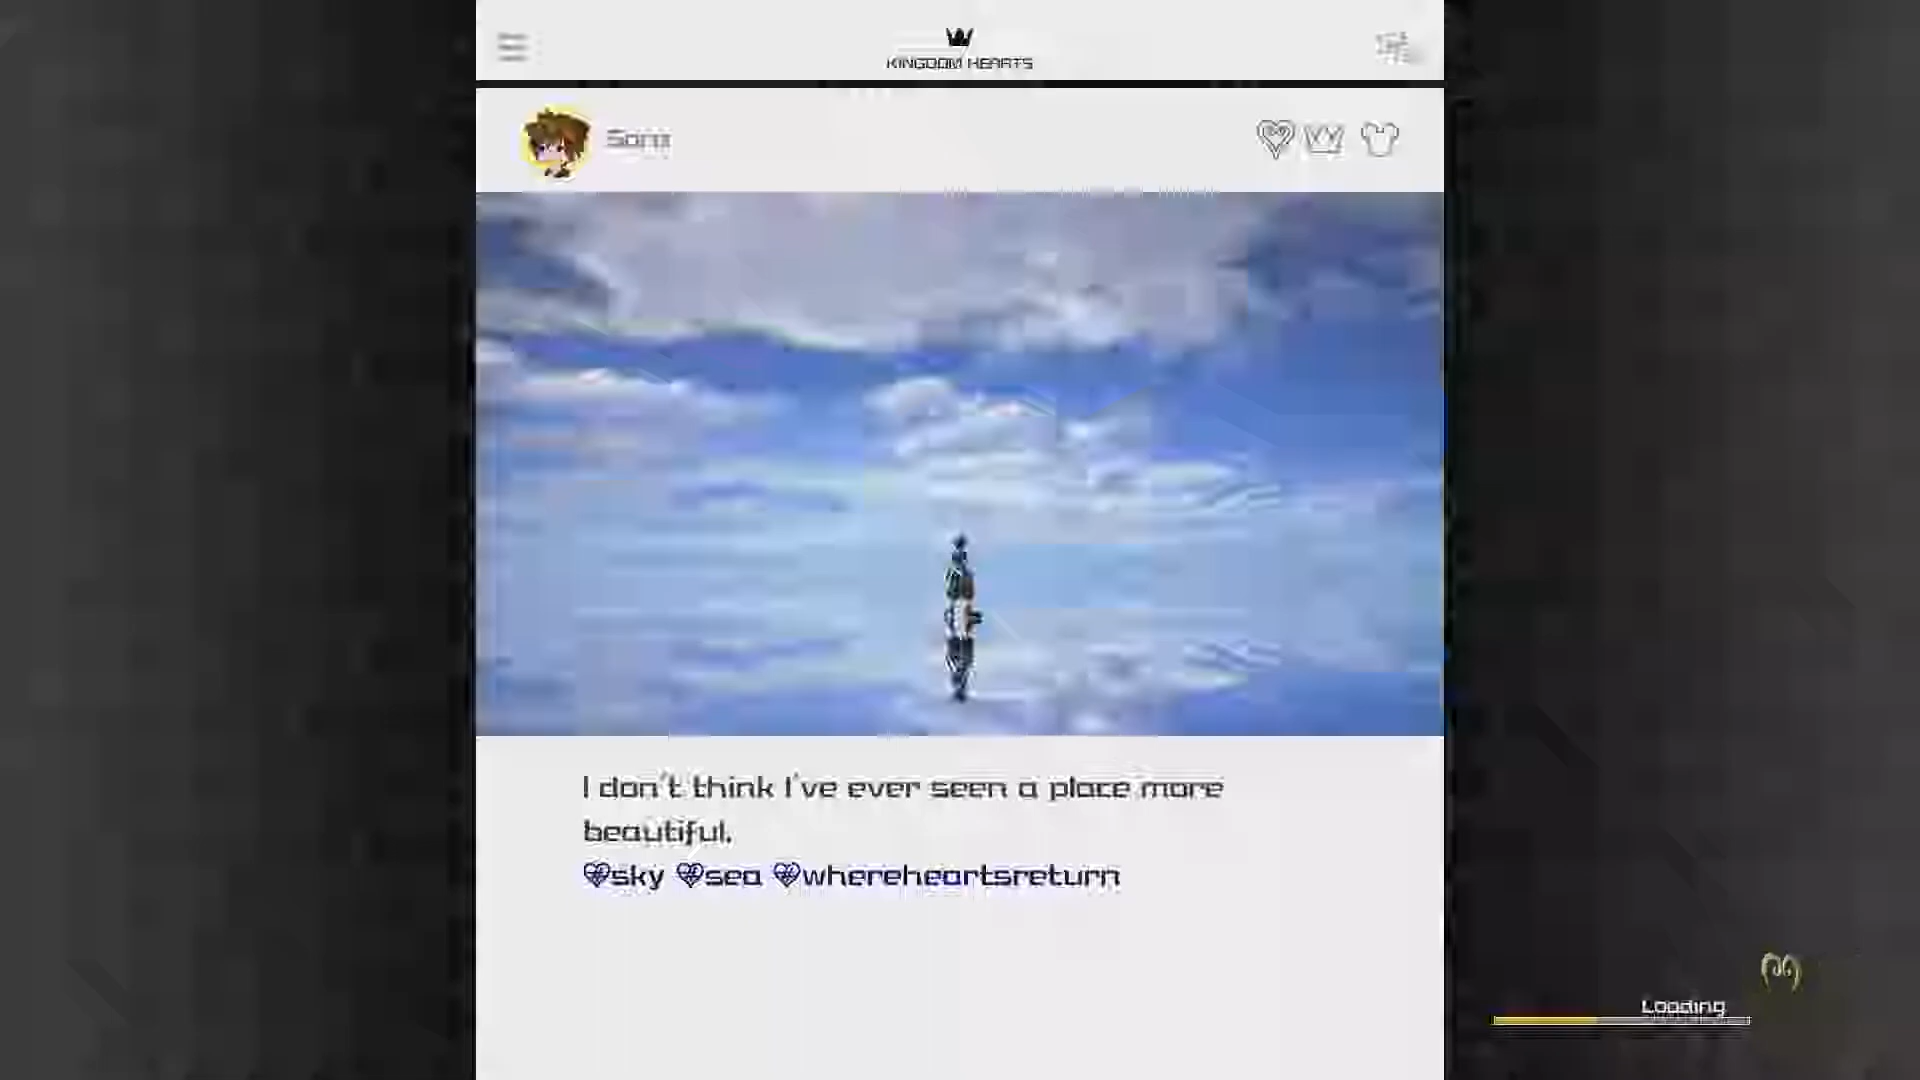 KINGDOM HEARTS
Sora
I don't think I've ever seen a place more
beautiful.
sky sea whereheartsreturn
Loading